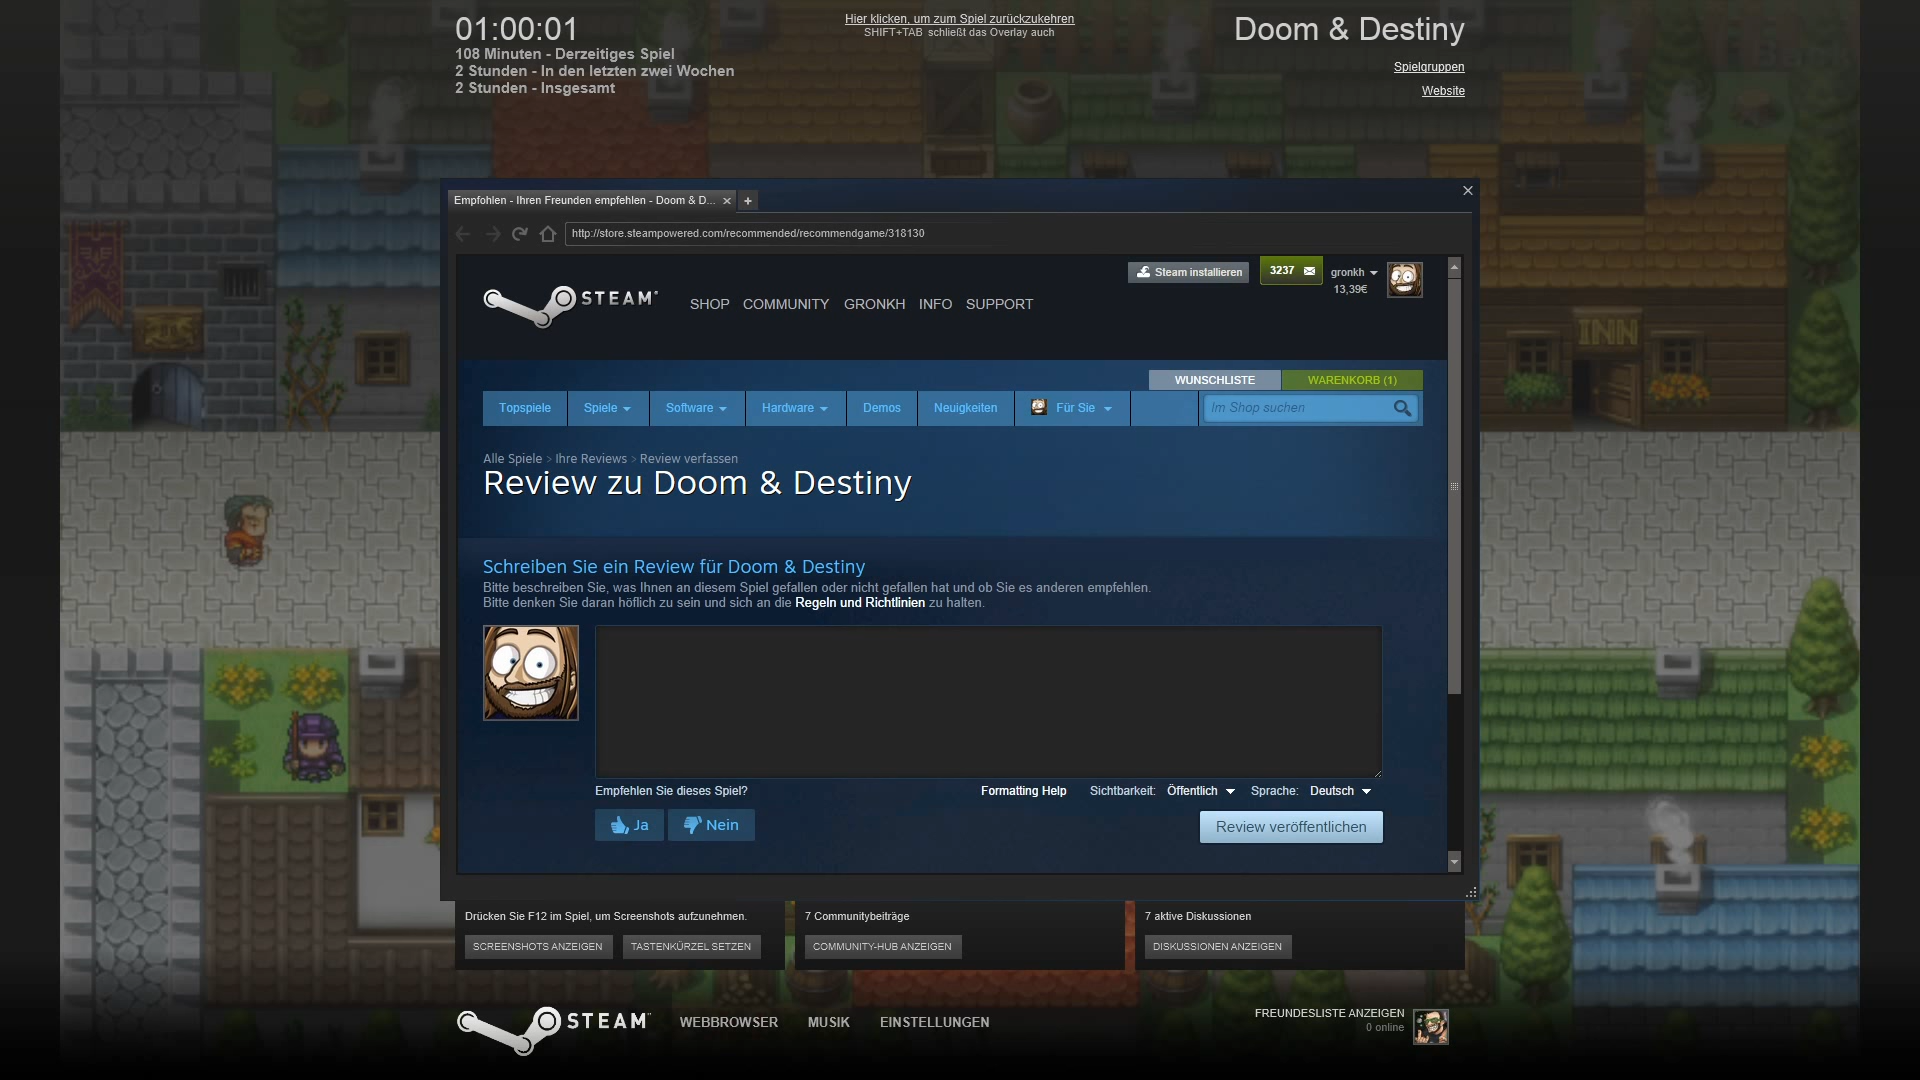 01:00:01
108 Minuten - Derzeitiges Spiel
2 Stunden - In den letzten zwei Wochen
2 Stunden - Insgesamt
Hier klicken, um zum Spiel zurückzukehren
SHIFT+TAB schließt das Overlay auch
Doom & Destiny
Spielgruppen
Website
Empfohlen - Ihren Freunden empfehlen - Doom & D...
http://store.steampowered.com/recommended/recommendgame/318130
Steam installieren
3237
gronkh
13,39€
STEAM
SHOP COMMUNITY GRONKH INFO SUPPORT
WUNSCHLISTE
WARENKORB (1)
Topspiele Spiele Software Hardware Demos Neuigkeiten Für Sie
Im Shop suchen
Alle Spiele > Ihre Reviews > Review verfassen
Review zu Doom & Destiny
Schreiben Sie ein Review für Doom & Destiny
Bitte beschreiben Sie, was Ihnen an diesem Spiel gefallen oder nicht gefallen hat und ob Sie es anderen empfehlen.
Bitte denken Sie daran höflich zu sein und sich an die Regeln und Richtlinien zu halten.
Empfehlen Sie dieses Spiel?
Formatting Help Sichtbarkeit: Öffentlich Sprache: Deutsch
Ja Nein
Review veröffentlichen
INN
Drücken Sie F12 im Spiel, um Screenshots aufzunehmen.
SCREENSHOTS ANZEIGEN TASTENKÜRZEL SETZEN
7 Communitybeiträge
COMMUNITY-HUB ANZEIGEN
7 aktive Diskussionen
DISKUSSIONEN ANZEIGEN
STEAM
WEBBROWSER MUSIK EINSTELLUNGEN
FREUNDESLISTE ANZEIGEN
0 online